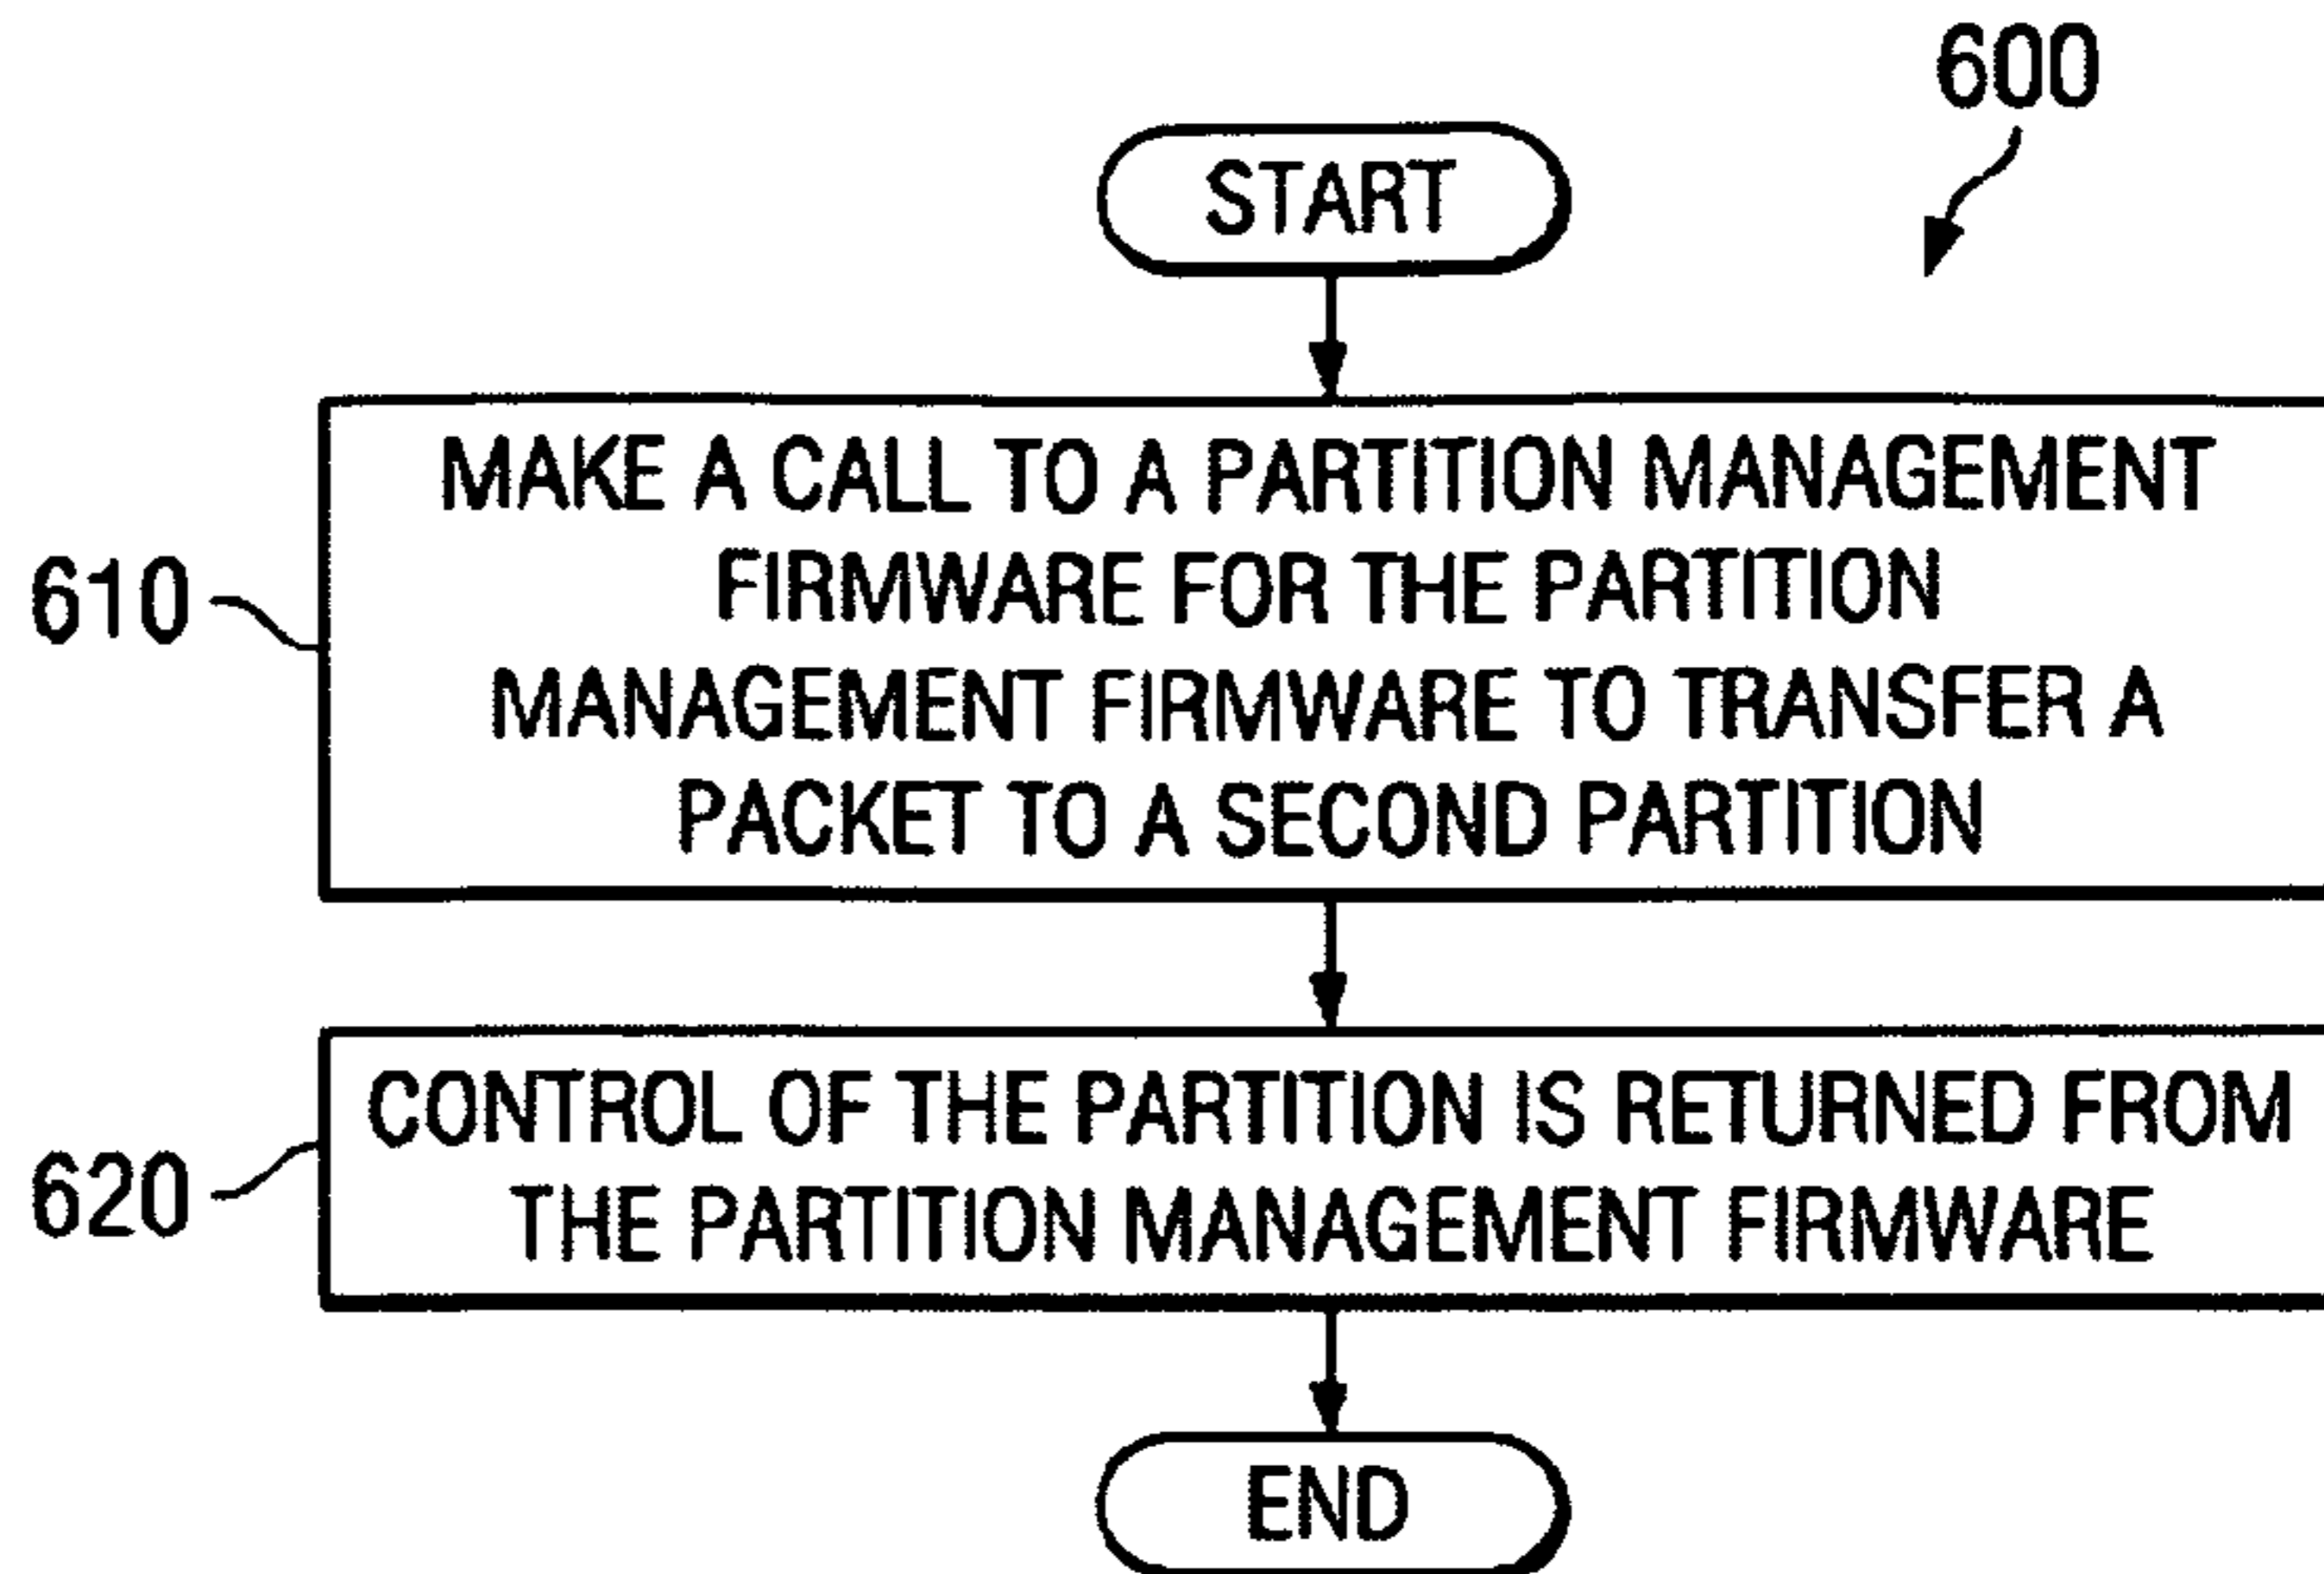 600
START
MAKE A CALL TO A PARTITION MANAGEMENT
FIRMWARE FOR THE PARTITION
MANAGEMENT FIRMWARE TO TRANSFER A
PACKET TO A SECOND PARTITION
610
CONTROL OF THE PARTITION IS RETURNED FROM
THE PARTITION MANAGEMENT FIRMWARE
620
END